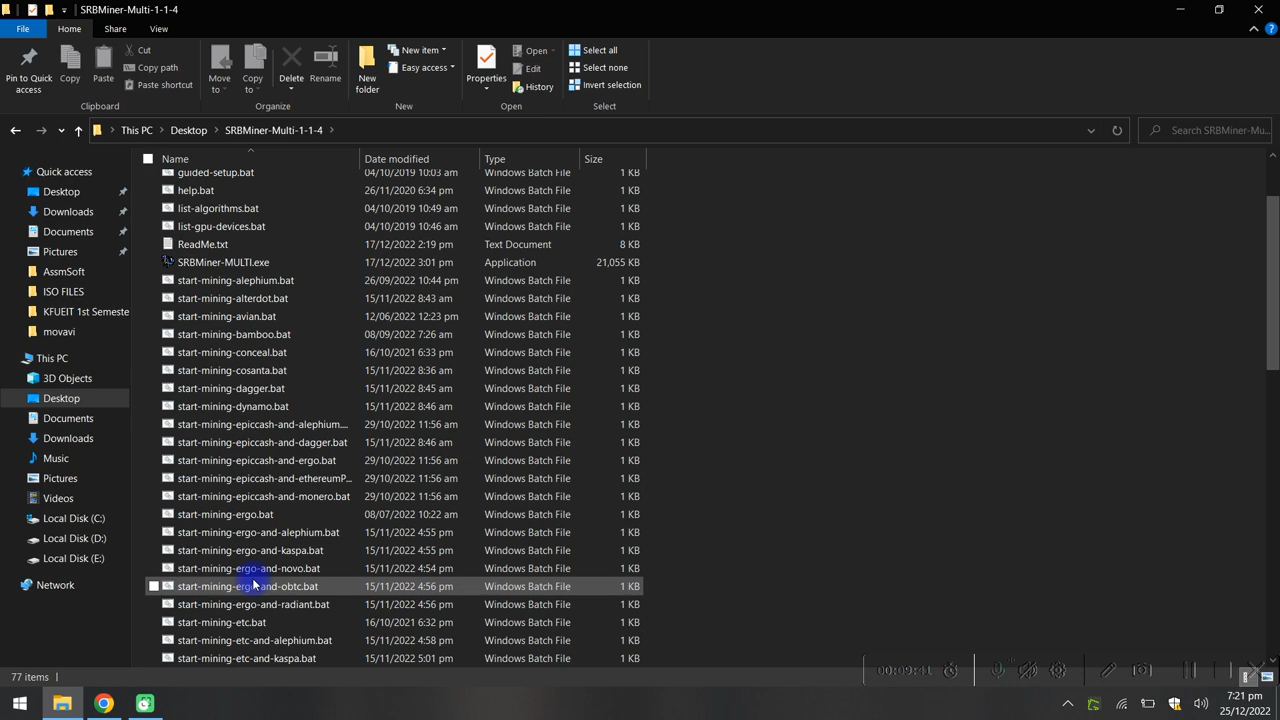 SRBMiner-Multi-1-1-4
File Home Share View
Pin to Quick access
Copy
Paste
Cut
Copy path
Paste shortcut
Clipboard
Move to
Copy to
Delete
Rename
Organize
New folder
New item
Easy access
New
Properties
Open
Edit
History
Open
Select all
Select none
Invert selection
Select
This PC > Desktop > SRBMiner-Multi-1-1-4 >
Search SRBMiner-Mu...
Quick access
Desktop
Downloads
Documents
Pictures
AssmSoft
ISO FILES
KFUEIT 1st Semeste
movavi
This PC
3D Objects
Desktop
Documents
Downloads
Music
Pictures
Videos
Local Disk (C:)
Local Disk (D:)
Local Disk (E:)
Network
Name Date modified Type Size
guided-setup.bat 04/10/2019 10:03 am Windows Batch File 1 KB
help.bat 26/11/2020 6:34 pm Windows Batch File 1 KB
list-algorithms.bat 04/10/2019 10:49 am Windows Batch File 1 KB
list-gpu-devices.bat 04/10/2019 10:46 am Windows Batch File 1 KB
ReadMe.txt 17/12/2022 2:19 pm Text Document 8 KB
SRBMiner-MULTI.exe 17/12/2022 3:01 pm Application 21,055 KB
start-mining-alephium.bat 26/09/2022 10:44 pm Windows Batch File 1 KB
start-mining-alterdot.bat 15/11/2022 8:43 am Windows Batch File 1 KB
start-mining-avian.bat 12/06/2022 12:23 pm Windows Batch File 1 KB
start-mining-bamboo.bat 08/09/2022 7:26 am Windows Batch File 1 KB
start-mining-conceal.bat 16/10/2021 6:33 pm Windows Batch File 1 KB
start-mining-cosanta.bat 15/11/2022 8:36 am Windows Batch File 1 KB
start-mining-dagger.bat 15/11/2022 8:45 am Windows Batch File 1 KB
start-mining-dynamo.bat 15/11/2022 8:46 am Windows Batch File 1 KB
start-mining-epiccash-and-alephium.... 29/10/2022 11:56 am Windows Batch File 1 KB
start-mining-epiccash-and-dagger.bat 15/11/2022 8:46 am Windows Batch File 1 KB
start-mining-epiccash-and-ergo.bat 29/10/2022 11:56 am Windows Batch File 1 KB
start-mining-epiccash-and-ethereumP... 29/10/2022 11:56 am Windows Batch File 1 KB
start-mining-epiccash-and-monero.bat 29/10/2022 11:56 am Windows Batch File 1 KB
start-mining-ergo.bat 08/07/2022 10:22 am Windows Batch File 1 KB
start-mining-ergo-and-alephium.bat 15/11/2022 4:55 pm Windows Batch File 1 KB
start-mining-ergo-and-kaspa.bat 15/11/2022 4:55 pm Windows Batch File 1 KB
start-mining-ergo-and-novo.bat 15/11/2022 4:54 pm Windows Batch File 1 KB
start-mining-ergo-and-obtc.bat 15/11/2022 4:56 pm Windows Batch File 1 KB
start-mining-ergo-and-radiant.bat 15/11/2022 4:56 pm Windows Batch File 1 KB
start-mining-etc.bat 16/10/2021 6:32 pm Windows Batch File 1 KB
start-mining-etc-and-alephium.bat 15/11/2022 4:58 pm Windows Batch File 1 KB
start-mining-etc-and-kaspa.bat 15/11/2022 5:01 pm Windows Batch File 1 KB
77 items
00:09:41
7:21 pm
25/12/2022